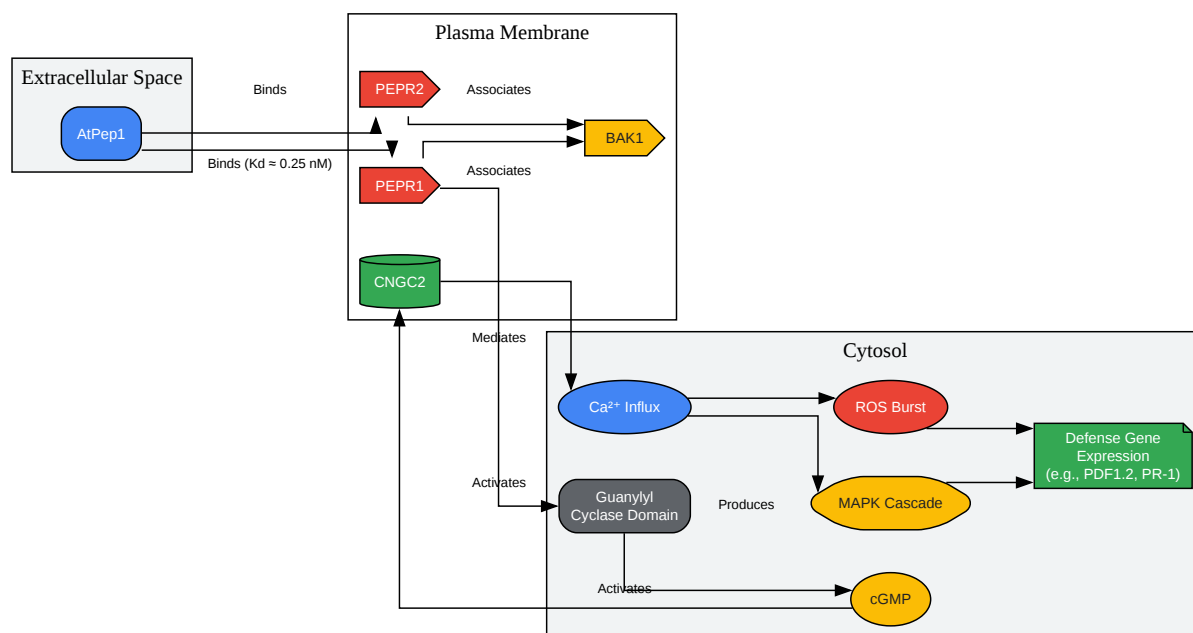 Plasma Membrane
Extracellular Space
PEPR2
Binds
Associates
AtPep1
BAK1
Binds (Kd ≈ 0.25 nM)
Associates
PEPR1
CNGC2
Mediates
Cytosol
Ca²⁺ Influx
ROS Burst
Defense Gene
Expression
(e.g., PDF1.2, PR-1)
Activates
Guanylyl
Cyclase Domain
Produces
MAPK Cascade
Activates
cGMP